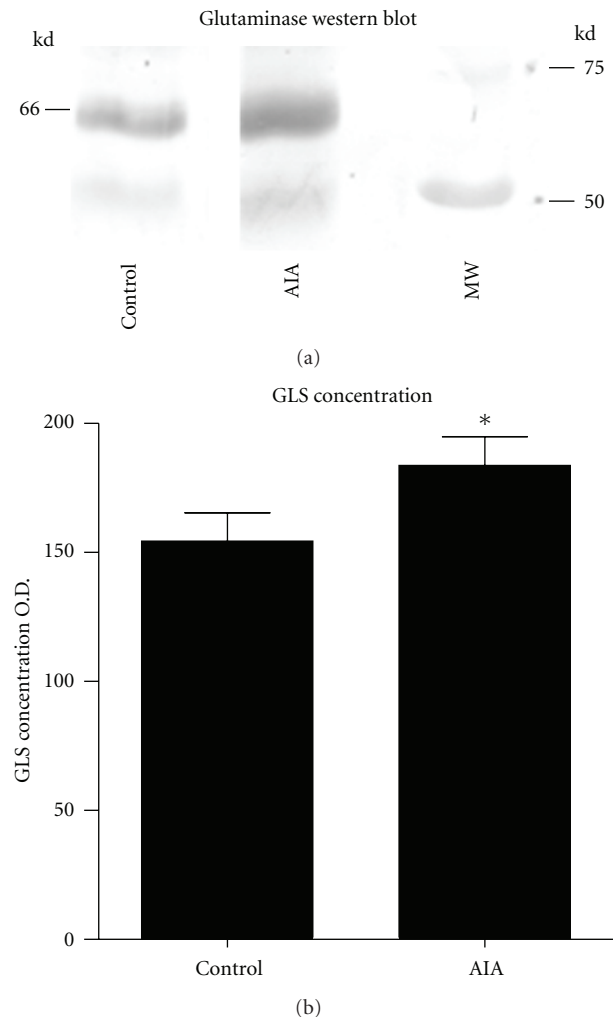 Glutaminase western blot
kd
kd
75
66
50
Control
AIA
MW
(a)
GLS concentration
200
*
150
100
50
0
GLS concentration O.D.
Control
AIA
(b)